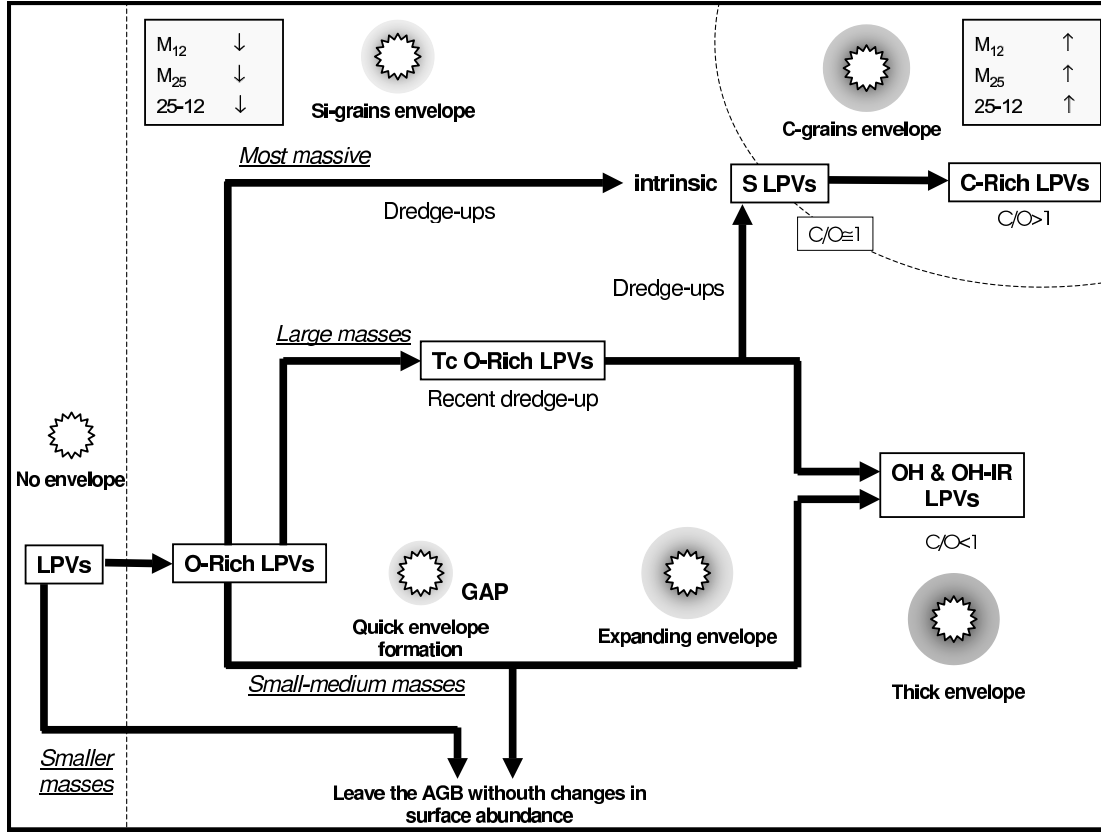 M12 ↓
M25 ↓
25-12 ↓
Si-grains envelope
C-grains envelope
M12 ↑
M25 ↑
25-12 ↑
Most massive
Dredge-ups
intrinsic
S LPVs
C-Rich LPVs
C/O>1
C/O≅1
Dredge-ups
Large masses
Tc O-Rich LPVs
Recent dredge-up
No envelope
OH & OH-IR
LPVs
C/O<1
LPVs
O-Rich LPVs
GAP
Quick envelope
formation
Expanding envelope
Thick envelope
Small-medium masses
Smaller
masses
Leave the AGB withouth changes in
surface abundance